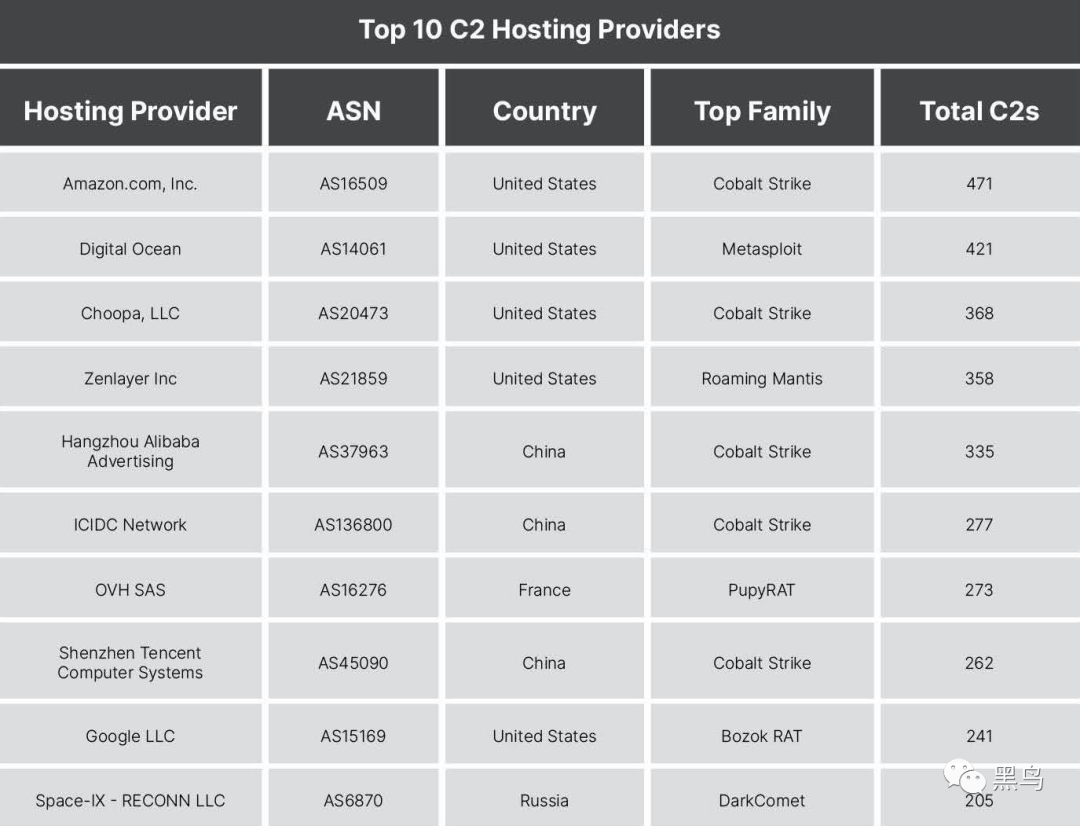 Top 10 C2 Hosting Providers
Hosting Provider ASN Country Top Family Total C2s
Amazon.com, Inc. AS16509 United States Cobalt Strike 471
Digital Ocean AS14061 United States Metasploit 421
Choopa, LLC AS20473 United States Cobalt Strike 368
Zenlayer Inc AS21859 United States Roaming Mantis 358
Hangzhou Alibaba
Advertising AS37963 China Cobalt Strike 335
ICIDC Network AS136800 China Cobalt Strike 277
OVH SAS AS16276 France PupyRAT 273
Shenzhen Tencent
Computer Systems AS45090 China Cobalt Strike 262
Google LLC AS15169 United States Bozok RAT 241
Space-IX - RECONN LLC AS6870 Russia DarkComet 205
黑鸟